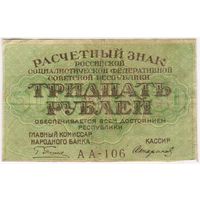 РАСЧЕТНЫЙ ЗНАК
РОССИЙСКОЙ
СОЦИАЛИСТИЧЕСКОЙ ФЕДЕРАТИВНОЙ
СОВЕТСКОЙ РЕСПУБЛИКИ
ТРИДЦАТЬ
РУБЛЕЙ
ОБЕСПЕЧИВАЕТСЯ ВСЕМ ДОСТОЯНИЕМ
РЕСПУБЛИКИ
ГЛАВНЫЙ КОМИССАР
НАРОДНОГО БАНКА
КАССИР
АА-106